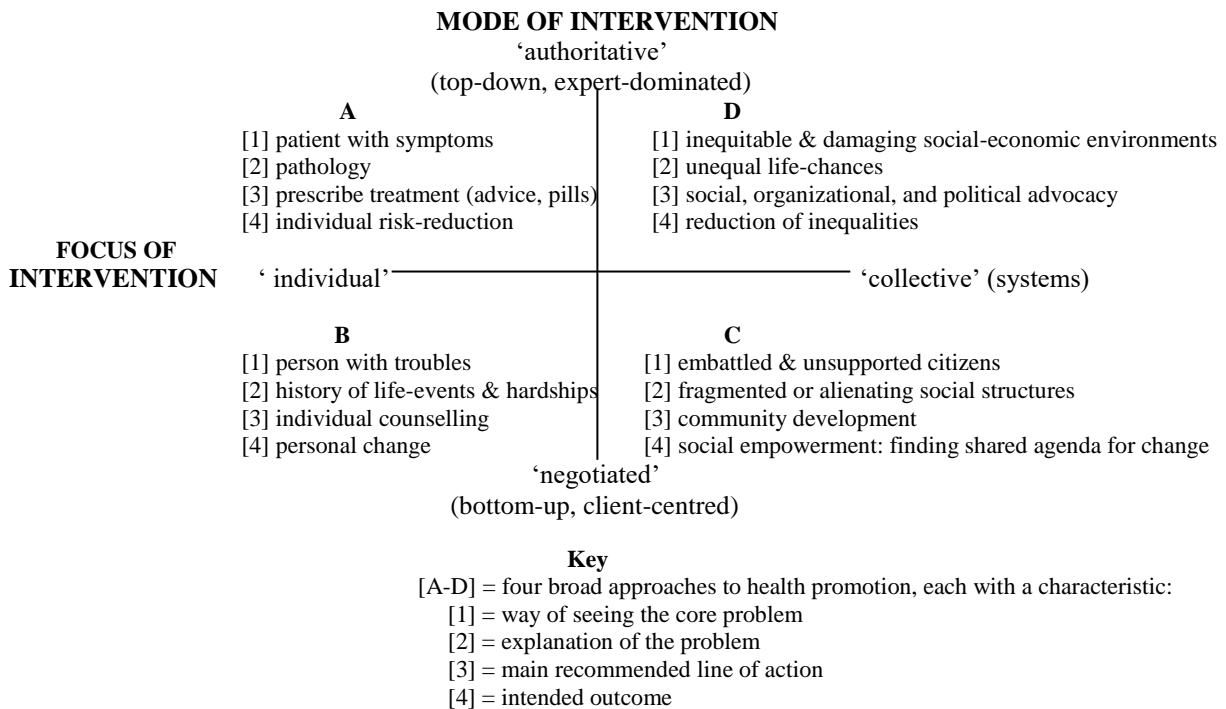 MODE OF INTERVENTION
‘authoritative’
(top-down, expert-dominated)
A
[1] patient with symptoms
[2] pathology
[3] prescribe treatment (advice, pills)
[4] individual risk-reduction
D
[1] inequitable & damaging social-economic environments
[2] unequal life-chances
[3] social, organizational, and political advocacy
[4] reduction of inequalities
FOCUS OF
INTERVENTION
‘ individual’
‘collective’ (systems)
B
[1] person with troubles
[2] history of life-events & hardships
[3] individual counselling
[4] personal change
C
[1] embattled & unsupported citizens
[2] fragmented or alienating social structures
[3] community development
[4] social empowerment: finding shared agenda for change
‘negotiated’
(bottom-up, client-centred)
Key
[A-D] = four broad approaches to health promotion, each with a characteristic:
[1] = way of seeing the core problem
[2] = explanation of the problem
[3] = main recommended line of action
[4] = intended outcome